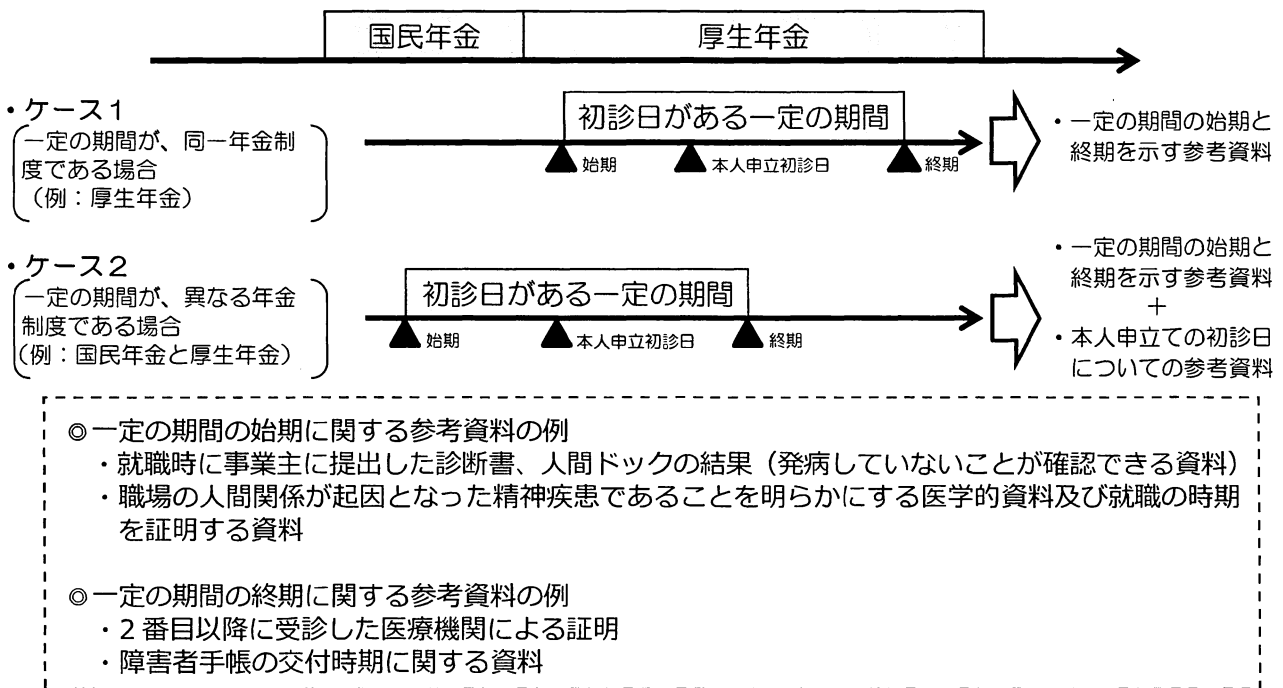 国民年金 厚生年金
・ケース1
一定の期間が、同一年金制
度である場合
(例:厚生年金)
初診日がある一定の期間
始期 本人申立初診日 終期
・一定の期間の始期と
終期を示す参考資料
・ケース2
一定の期間が、異なる年金
制度である場合
(例:国民年金と厚生年金)
初診日がある一定の期間
始期 本人申立初診日 終期
・一定の期間の始期と
終期を示す参考資料
+
・本人申立ての初診日
についての参考資料
◎一定の期間の始期に関する参考資料の例
・就職時に事業主に提出した診断書、人間ドックの結果(発病していないことが確認できる資料)
・職場の人間関係が起因となった精神疾患であることを明らかにする医学的資料及び就職の時期
を証明する資料
◎一定の期間の終期に関する参考資料の例
・2番目以降に受診した医療機関による証明
・障害者手帳の交付時期に関する資料